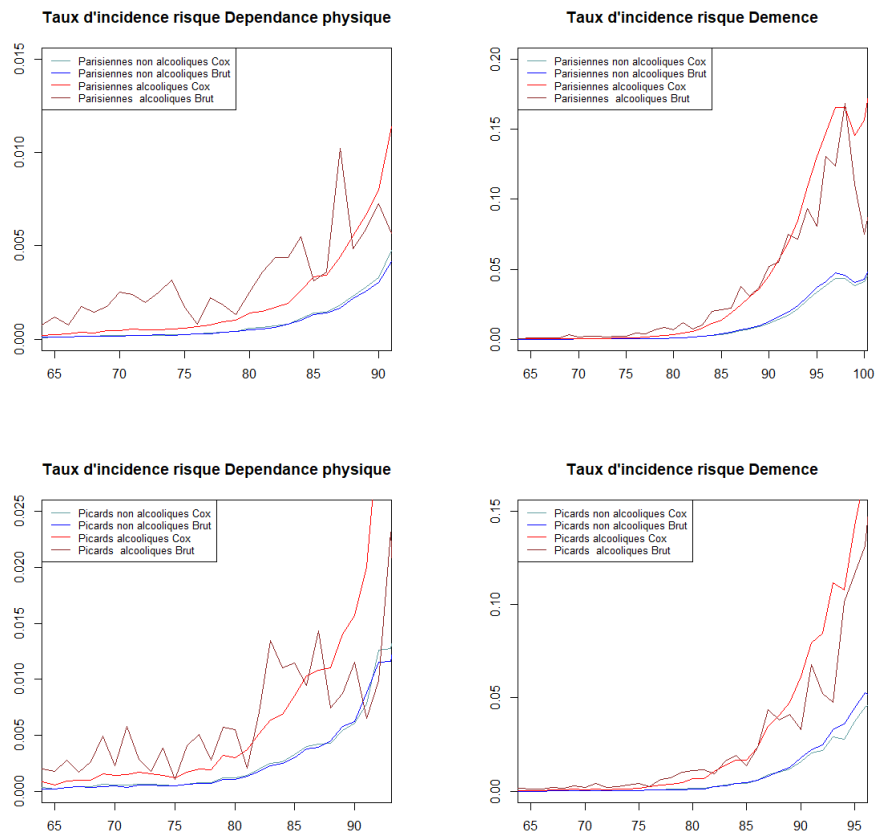 Taux d'incidence risque Dependance physique
Parisiennes non alcooliques Cox
Parisiennes non alcooliques Brut
Parisiennes alcooliques Cox
Parisiennes alcooliques Brut
0.015
0.010
0.005
0.000
65 70 75 80 85 90
Taux d'incidence risque Demence
Parisiennes non alcooliques Cox
Parisiennes non alcooliques Brut
Parisiennes alcooliques Cox
Parisiennes alcooliques Brut
0.20
0.15
0.10
0.05
0.00
65 70 75 80 85 90 95 100
Taux d'incidence risque Dependance physique
Picards non alcooliques Cox
Picards non alcooliques Brut
Picards alcooliques Cox
Picards alcooliques Brut
0.025
0.020
0.015
0.010
0.005
0.000
65 70 75 80 85 90
Taux d'incidence risque Demence
Picards non alcooliques Cox
Picards non alcooliques Brut
Picards alcooliques Cox
Picards alcooliques Brut
0.15
0.10
0.05
0.00
65 70 75 80 85 90 95